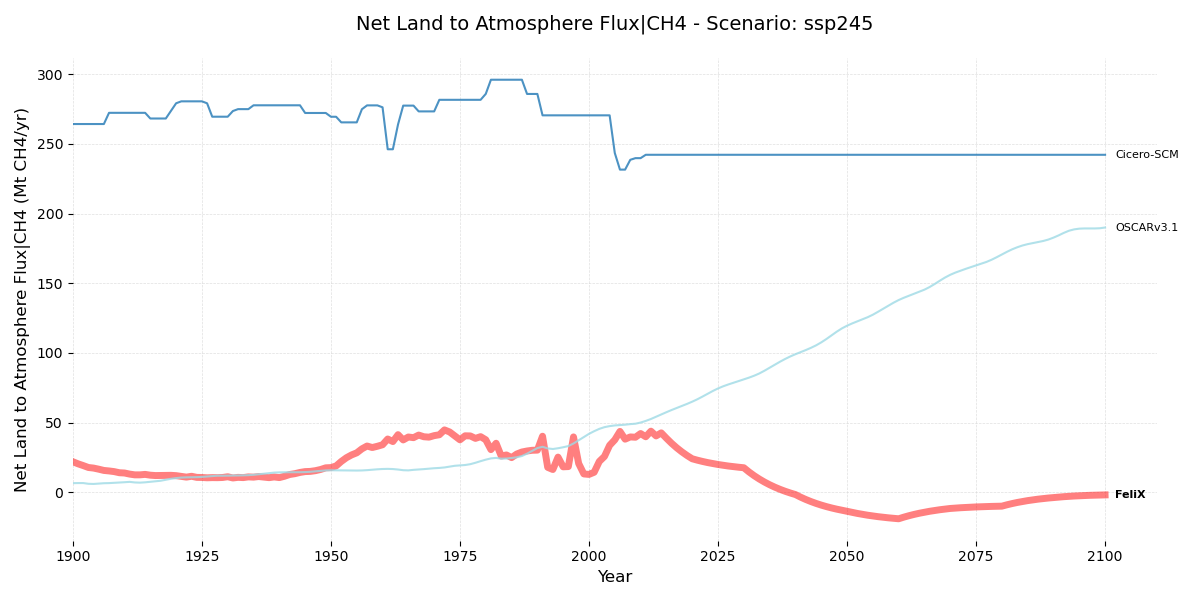 Net Land to Atmosphere Flux|CH4 - Scenario: ssp245
Net Land to Atmosphere Flux|CH4 (Mt CH4/yr)
300
250
200
150
100
50
0
Cicero-SCM
OSCARv3.1
FeliX
1900
1925
1950
1975
2000
2025
2050
2075
2100
Year